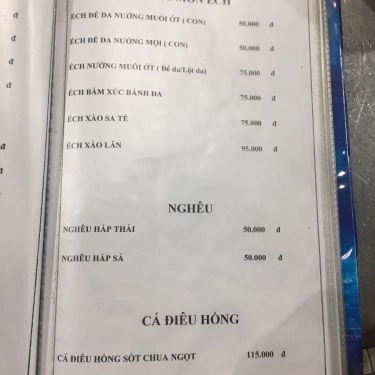 MÓN ẾCH
ẾCH ĐỂ DA NƯỚNG MUỐI ỚT ( CON) 50.000 đ
ẾCH ĐỂ DA NƯỚNG MỌI ( CON) 50.000 đ
ẾCH NƯỚNG MUỐI ỚT ( Để da/Lột da) 75.000 đ
ẾCH BẰM XÚC BÁNH ĐA 75.000 đ
ẾCH XÀO SA TẾ 75.000 đ
ẾCH XÀO LĂN 95.000 đ
NGHÊU
NGHÊU HẤP THÁI 50.000 đ
NGHÊU HẤP SẢ 50.000 đ
CÁ ĐIÊU HỒNG
CÁ ĐIÊU HỒNG SỐT CHUA NGỌT 115.000 đ